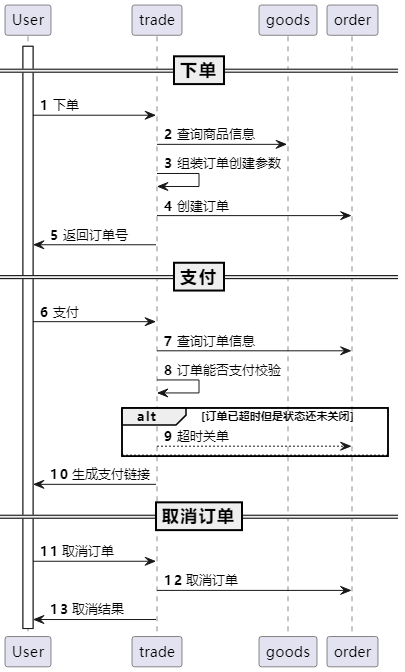 User trade goods order
下单
1 下单
2 查询商品信息
3 组装订单创建参数
4 创建订单
5 返回订单号
支付
6 支付
7 查询订单信息
8 订单能否支付校验
alt [订单已超时但是状态还未关闭]
9 超时关单
10 生成支付链接
取消订单
11 取消订单
12 取消订单
13 取消结果
User trade goods order